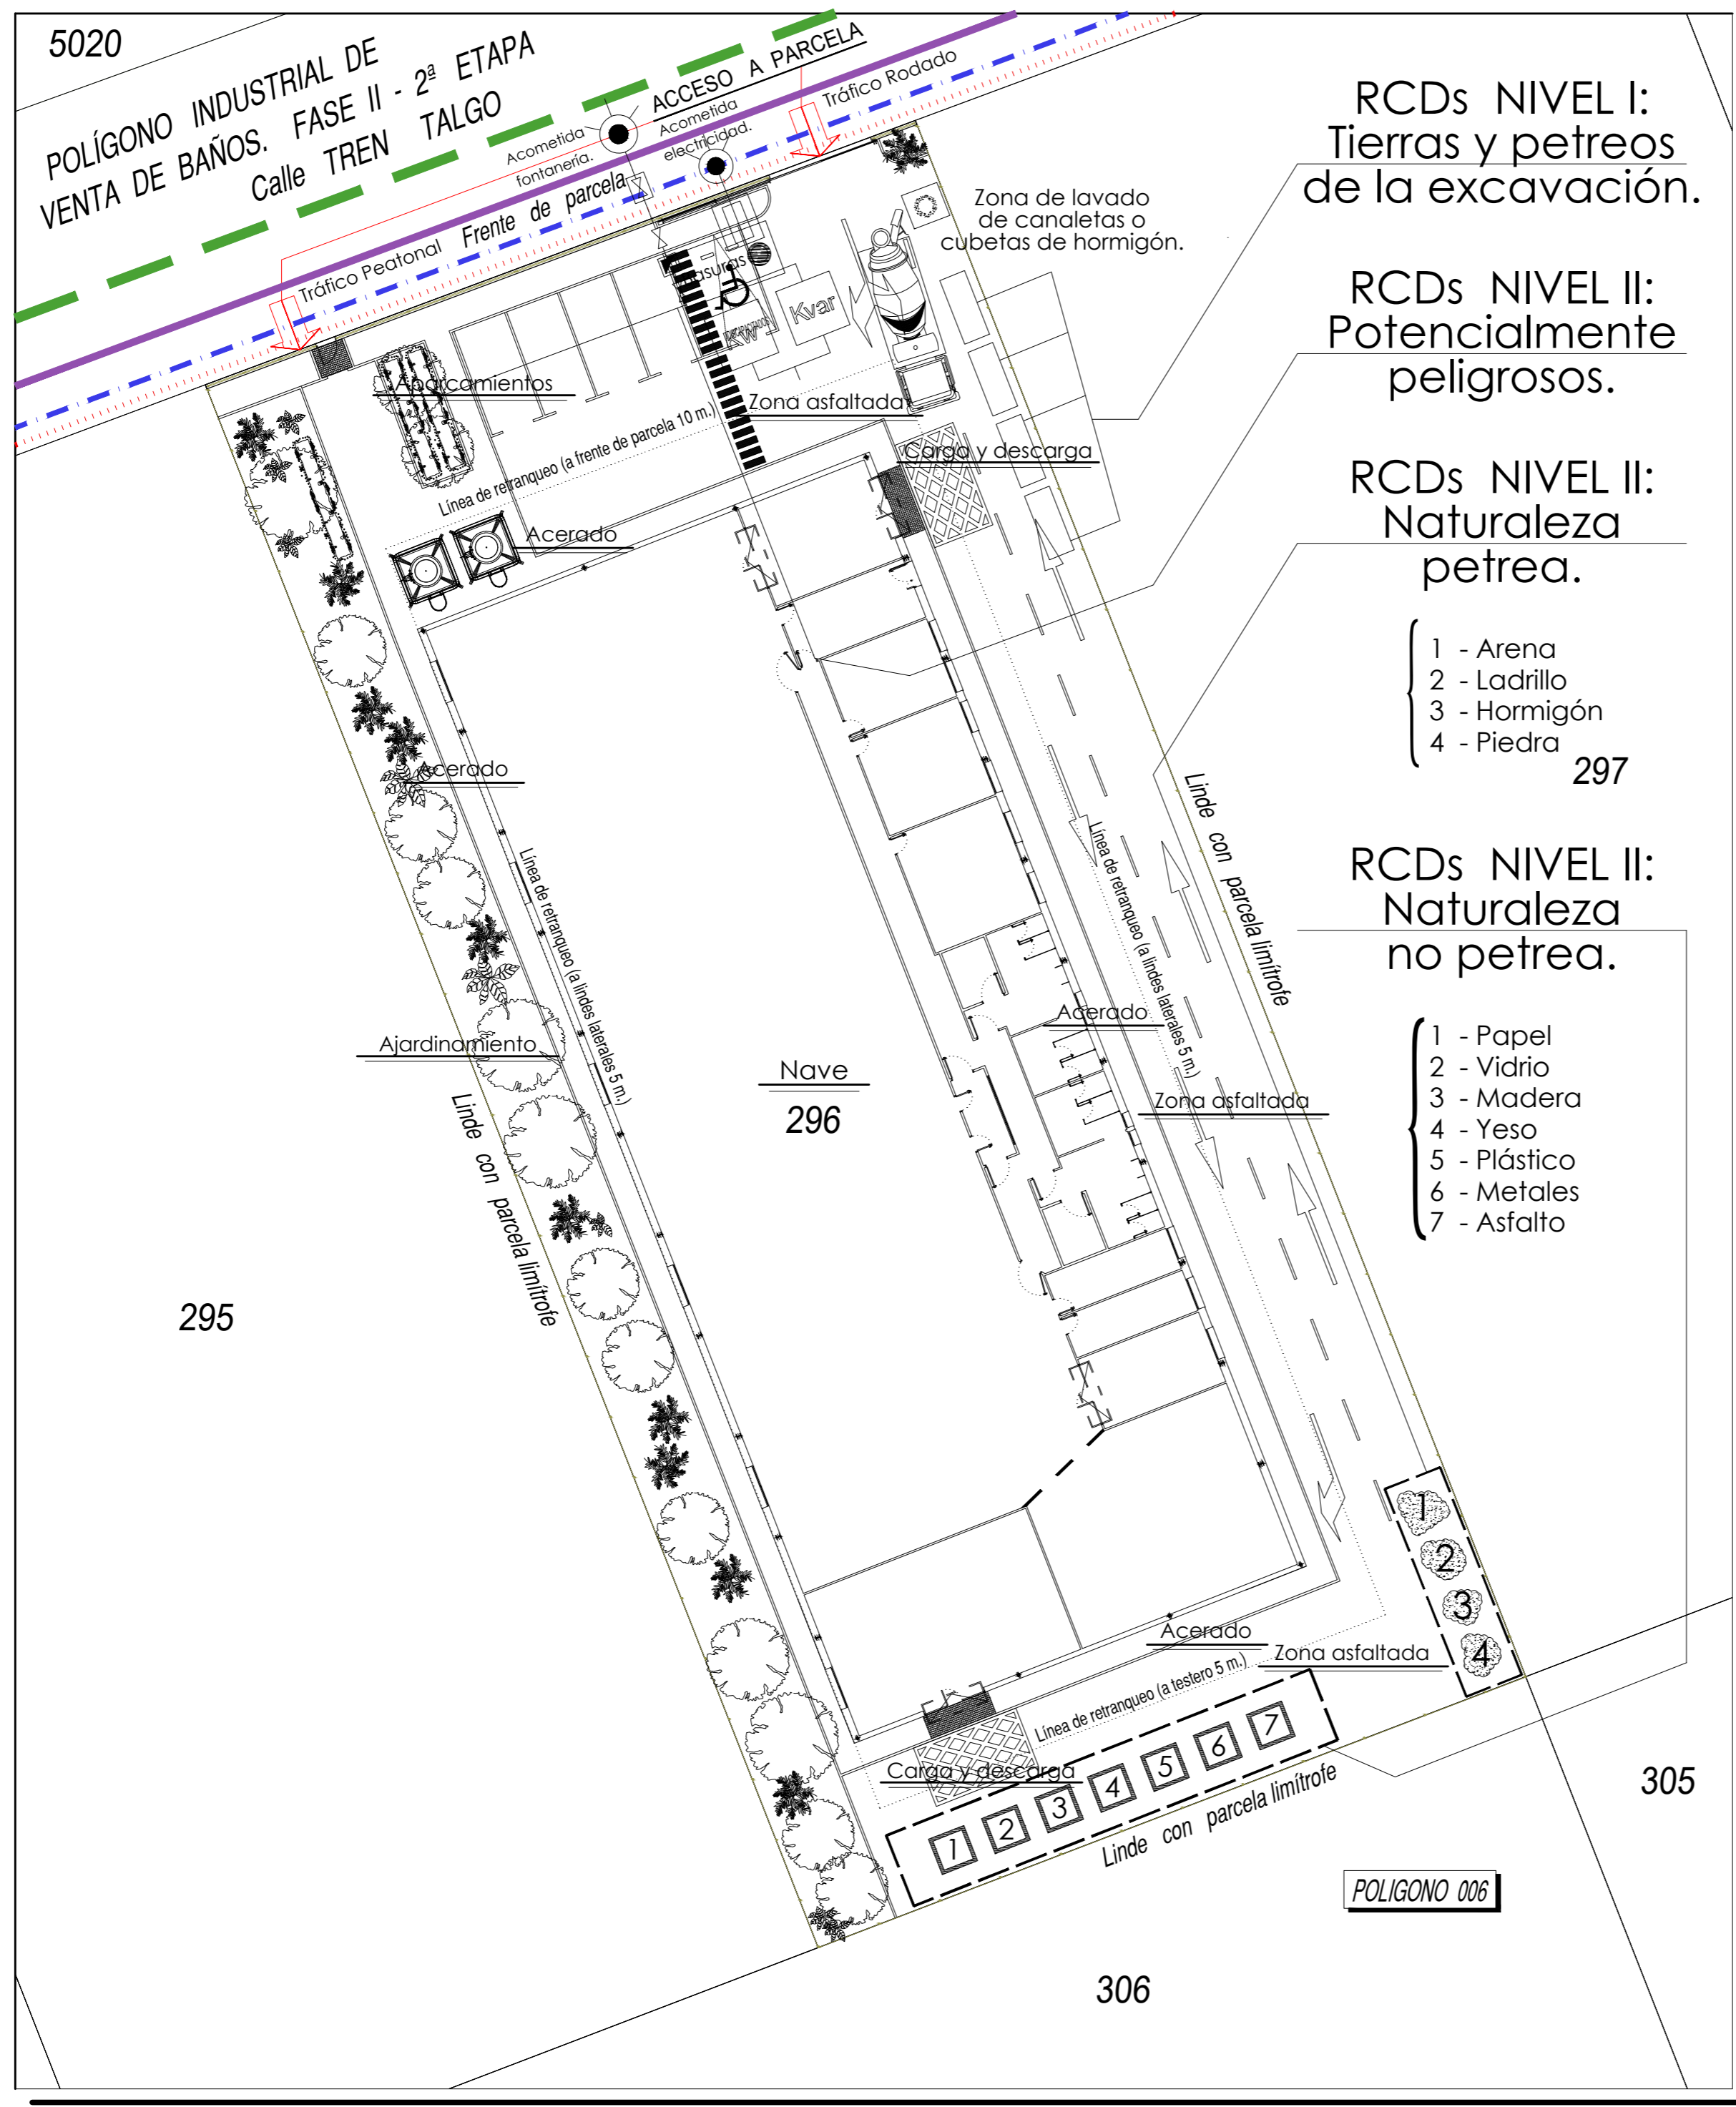 5020
POLÍGONO INDUSTRIAL DE
VENTA DE BAÑOS. FASE II - 2ª ETAPA
Calle TREN TALGO
ACCESO A PARCELA
Acometida
fontanería.
Acometida
electricidad.
Tráfico Rodado
Tráfico Peatonal
Frente de parcela
Zona de lavado
de canaletas o
cubetas de hormigón.
Kvar
KW
Aparcamientos
Zona asfaltada
Línea de retranqueo (a frente de parcela 10 m.)
Carga y descarga
Acerado
Acerado
Línea de retranqueo (a lindes laterales 5 m.)
Línea de retranqueo (a lindes laterales 5 m.)
Linde con parcela limítrofe
Ajardinamiento
Linde con parcela limítrofe
Nave
296
Acerado
Zona asfaltada
295
Acerado
Zona asfaltada
Línea de retranqueo (a testero 5 m.)
Carga y descarga
1
2
3
4
1
2
3
4
5
6
7
Linde con parcela limítrofe
RCDs NIVEL I:
Tierras y petreos
de la excavación.
RCDs NIVEL II:
Potencialmente
peligrosos.
RCDs NIVEL II:
Naturaleza
petrea.
1 - Arena
2 - Ladrillo
3 - Hormigón
4 - Piedra
297
RCDs NIVEL II:
Naturaleza
no petrea.
1 - Papel
2 - Vidrio
3 - Madera
4 - Yeso
5 - Plástico
6 - Metales
7 - Asfalto
305
POLIGONO 006
306